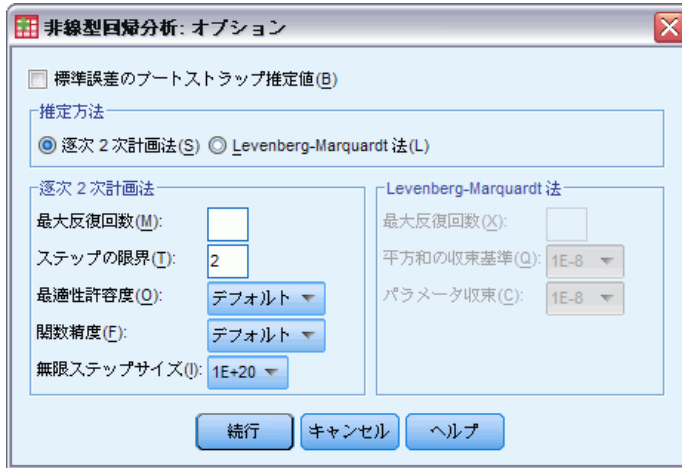 非線型回帰分析: オプション
標準誤差のブートストラップ推定値(B)
推定方法
逐次 2 次計画法(S) Levenberg-Marquardt 法(L)
逐次 2 次計画法
最大反復回数(M):
ステップの限界(T): 2
最適性許容度(O): デフォルト
関数精度(F): デフォルト
無限ステップサイズ(I): 1E+20
Levenberg-Marquardt 法
最大反復回数(X):
平方和の収束基準(Q): 1E-8
パラメータ収束(C): 1E-8
続行 キャンセル ヘルプ